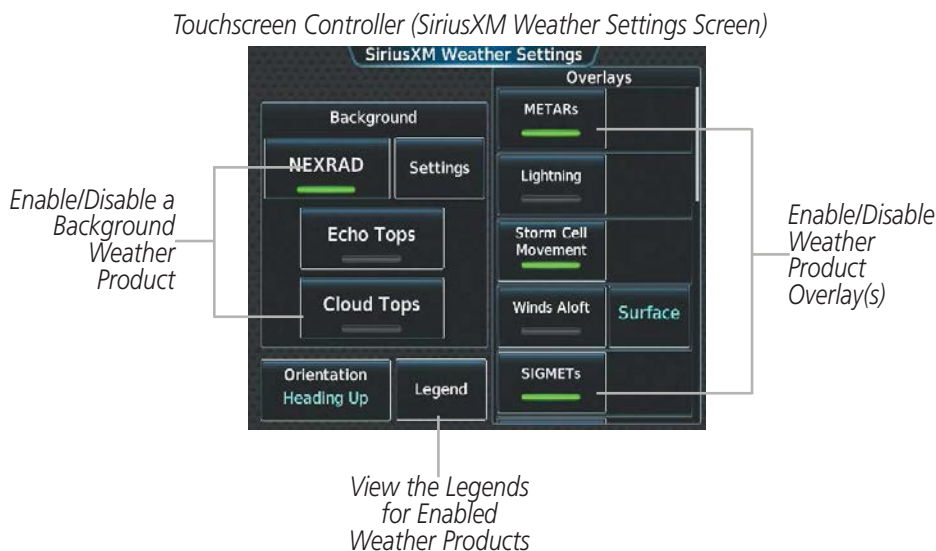 Touchscreen Controller (SiriusXM Weather Settings Screen)
SiriusXM Weather Settings
Background
NEXRAD
Settings
Echo Tops
Cloud Tops
Orientation
Heading Up
Legend
Overlays
METARs
Lightning
Storm Cell
Movement
Winds Aloft
Surface
SIGMETs
Enable/Disable a
Background
Weather
Product
Enable/Disable
Weather
Product
Overlay(s)
View the Legends
for Enabled
Weather Products